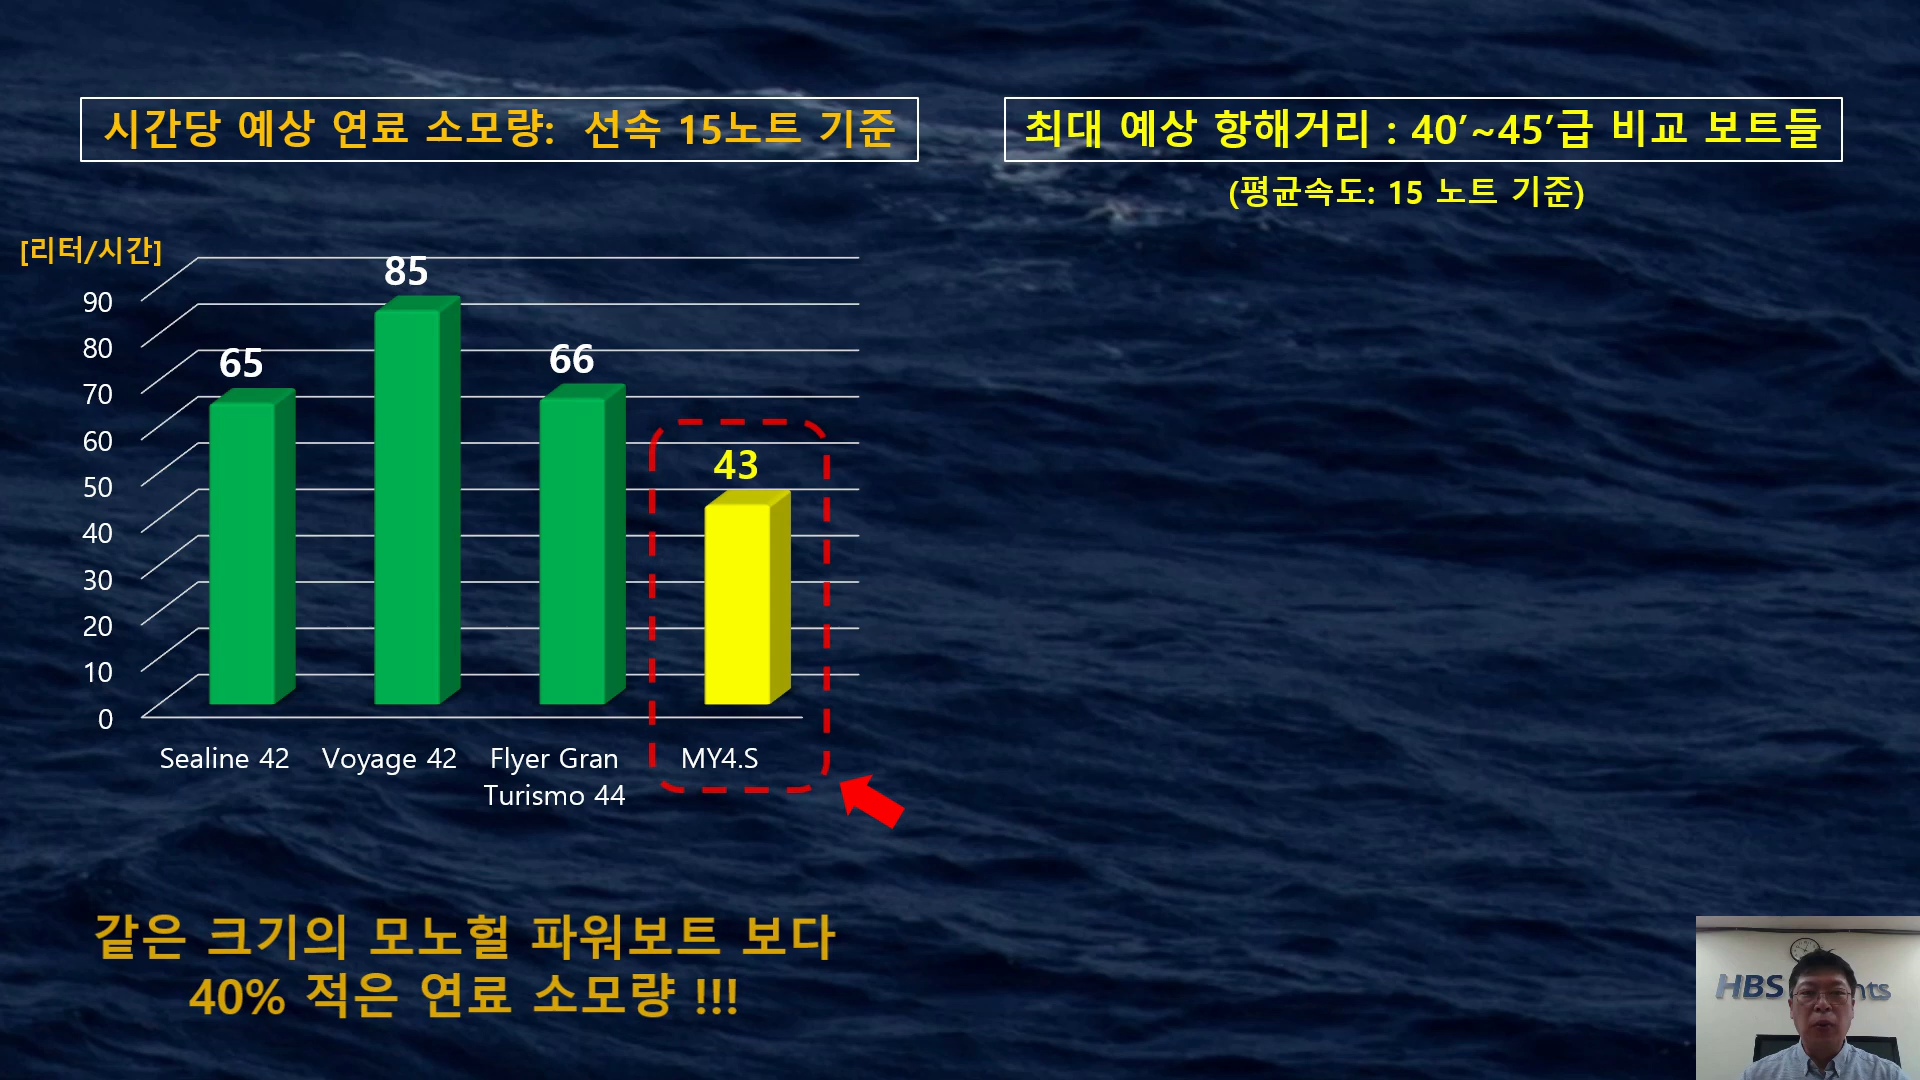 시간당 예상 연료 소모량: 선속 15노트 기준
[리터/시간]
90
80
70
60
50
40
30
20
10
0
65
85
66
43
Sealine 42
Voyage 42
Flyer Gran
Turismo 44
MY4.S
같은 크기의 모노헐 파워보트 보다
40% 적은 연료 소모량 !!!
최대 예상 항해거리 : 40′~45′급 비교 보트들
(평균속도: 15 노트 기준)
HBS